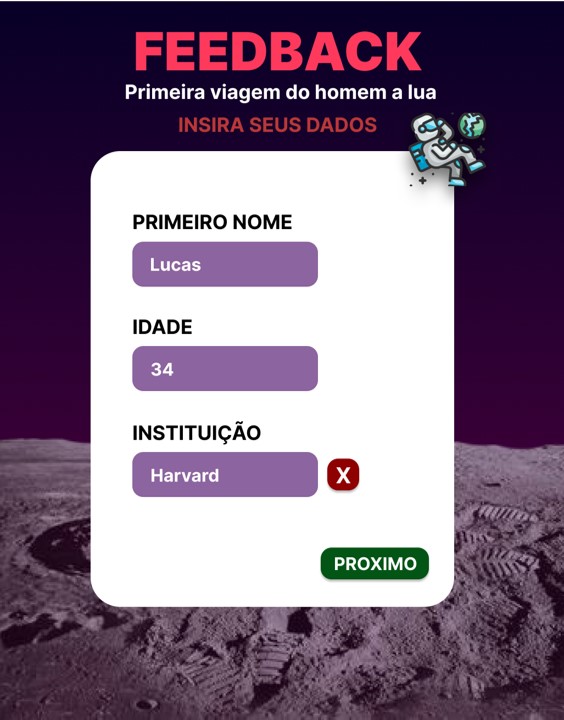 FEEDBACK
Primeira viagem do homem a lua
INSIRA SEUS DADOS
PRIMEIRO NOME
Lucas
IDADE
34
INSTITUIÇÃO
Harvard X
PROXIMO